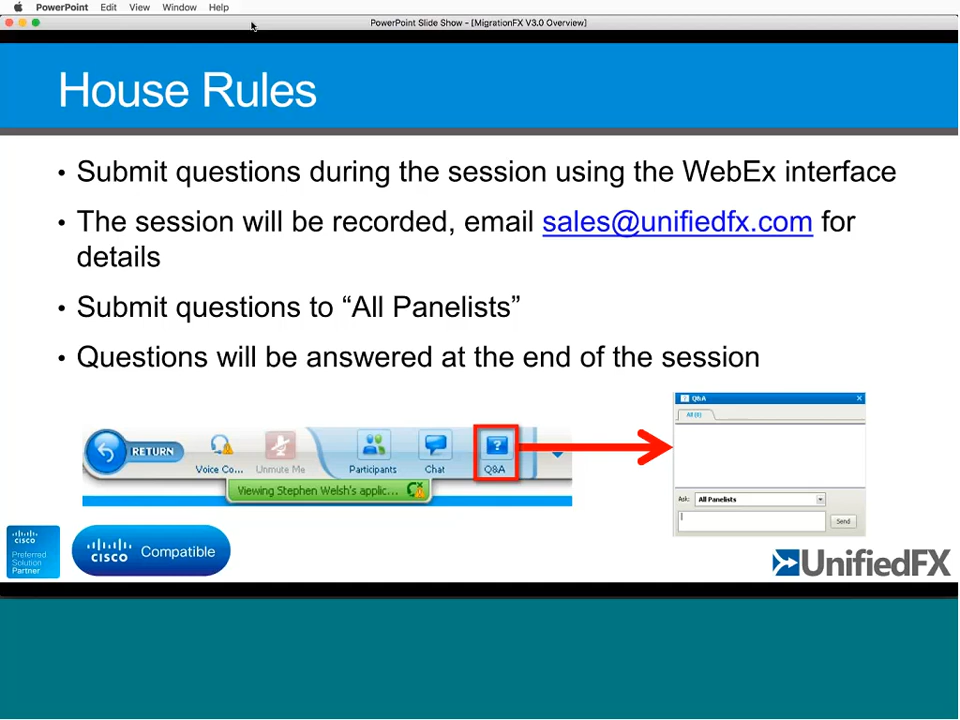 PowerPoint Edit View Window Help
PowerPoint Slide Show - [MigrationFX V3.0 Overview]
House Rules
• Submit questions during the session using the WebEx interface
• The session will be recorded, email sales@unifiedfx.com for
details
• Submit questions to “All Panelists”
• Questions will be answered at the end of the session
Q&A
All (0)
RETURN
Voice Co... Unmute Me Participants Chat Q&A
Viewing Stephen Welsh's applic...
Ask: All Panelists
Send
CISCO
Preferred
Solution
Partner
CISCO Compatible
UnifiedFX